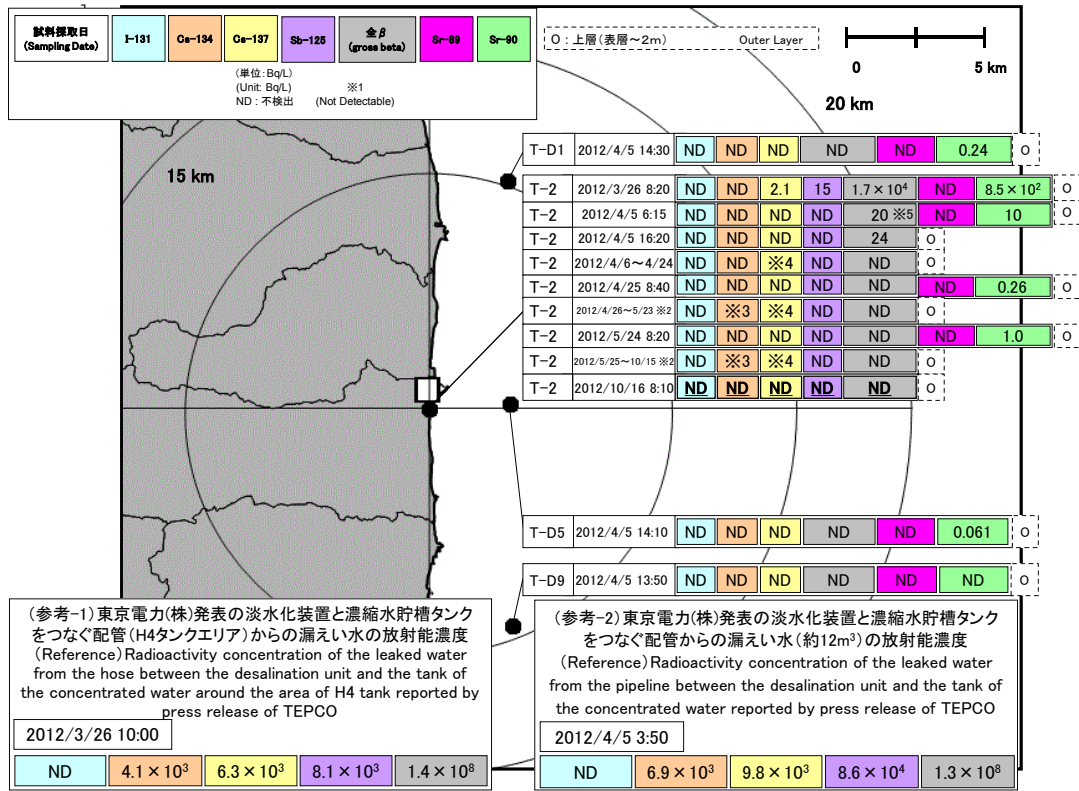 試料採取日
(Sampling Date)
I-131
Cs-134
Cs-137
Sb-125
全β
(gross beta)
Sr-89
Sr-90
(単位: Bq/L)
(Unit: Bq/L)
ND : 不検出
※1
(Not Detectable)
O : 上層(表層~2m) Outer Layer
0 5 km
20 km
15 km
T-D1 2012/4/5 14:30 ND ND ND ND ND 0.24 O
T-2 2012/3/26 8:20 ND ND 2.1 15 1.7×10⁴ ND 8.5×10² O
T-2 2012/4/5 6:15 ND ND ND ND 20 ※5 ND 10 O
T-2 2012/4/5 16:20 ND ND ND ND 24 O
T-2 2012/4/6~4/24 ND ND ※4 ND ND O
T-2 2012/4/25 8:40 ND ND ND ND ND ND 0.26 O
T-2 2012/4/26~5/23 ※2 ND ※3 ※4 ND ND O
T-2 2012/5/24 8:20 ND ND ND ND ND ND 1.0 O
T-2 2012/5/25~10/15 ※2 ND ※3 ※4 ND ND O
T-2 2012/10/16 8:10 ND ND ND ND ND O
T-D5 2012/4/5 14:10 ND ND ND ND ND 0.061 O
T-D9 2012/4/5 13:50 ND ND ND ND ND ND O
(参考-1)東京電力(株)発表の淡水化装置と濃縮水貯槽タンク
をつなぐ配管(H4タンクエリア)からの漏えい水の放射能濃度
(Reference)Radioactivity concentration of the leaked water
from the hose between the desalination unit and the tank of
the concentrated water around the area of H4 tank reported by
press release of TEPCO
2012/3/26 10:00
ND 4.1×10³ 6.3×10³ 8.1×10³ 1.4×10⁸
(参考-2)東京電力(株)発表の淡水化装置と濃縮水貯槽タンク
をつなぐ配管からの漏えい水(約12m³)の放射能濃度
(Reference)Radioactivity concentration of the leaked water
from the pipeline between the desalination unit and the tank of
the concentrated water reported by press release of TEPCO
2012/4/5 3:50
ND 6.9×10³ 9.8×10³ 8.6×10⁴ 1.3×10⁸